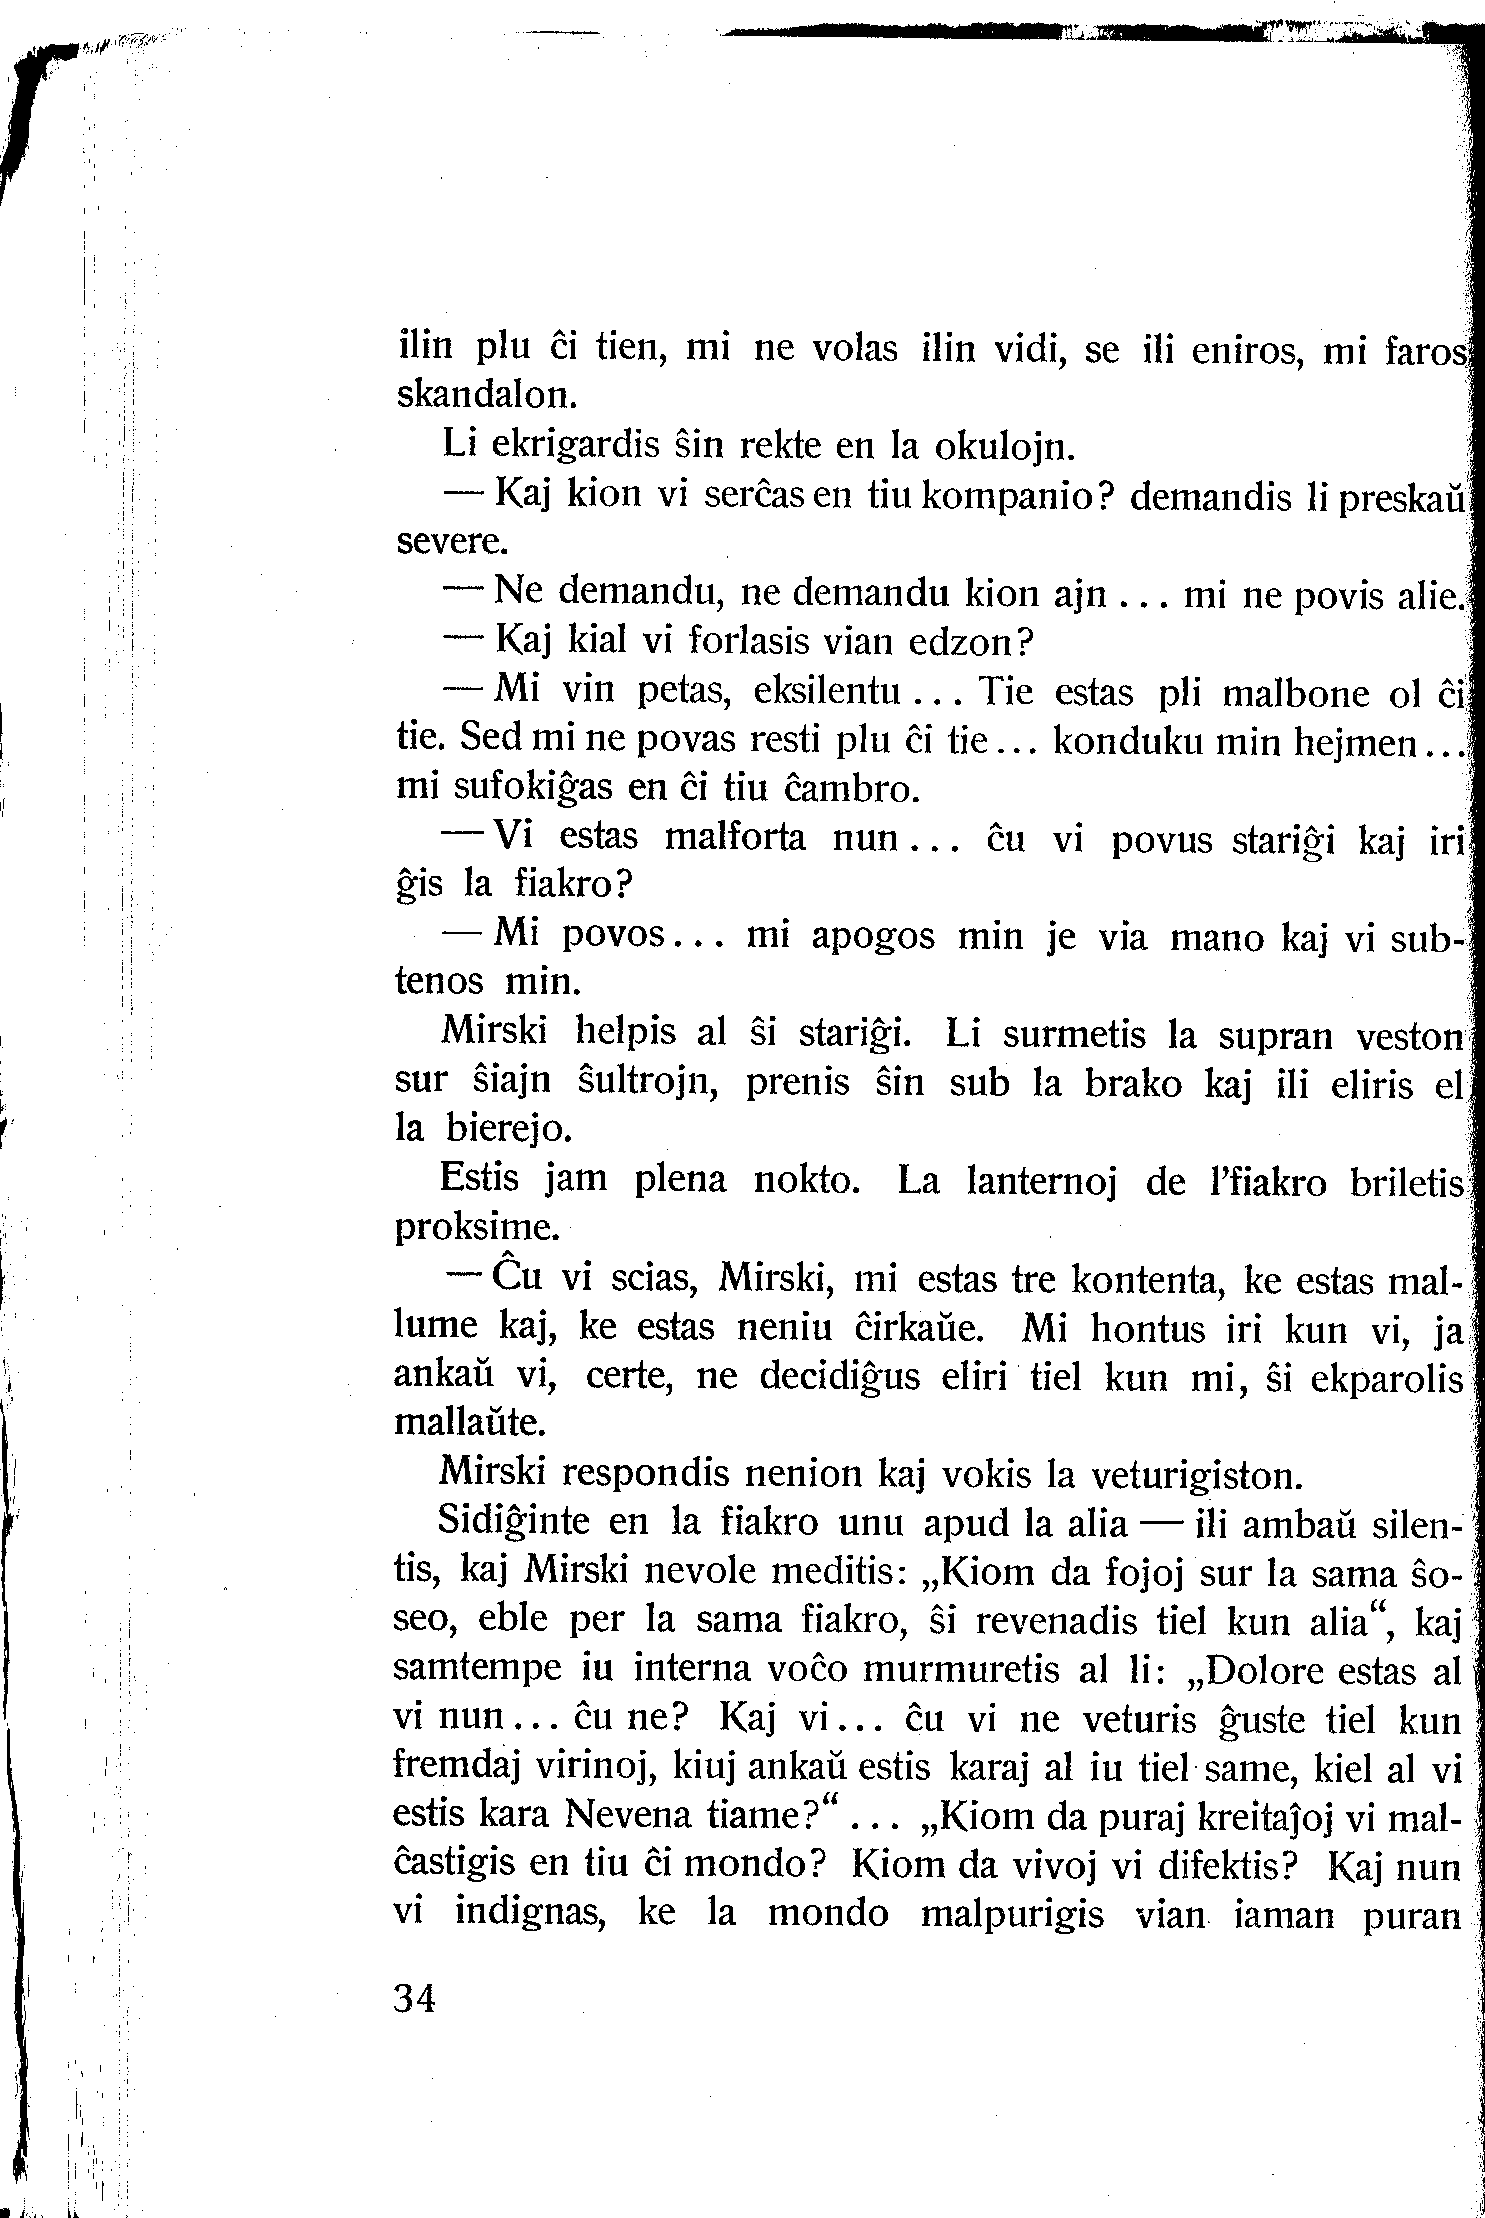 ilin plu ĉi tien, mi ne volas ilin vidi, se ili eniros, mi faros
skandalon.
Li ekrigardis ŝin rekte en la okulojn.
— Kaj kion vi serĉas en tiu kompanio? demandis li preskaŭ
severe.
— Ne demandu, ne demandu kion ajn ... mi ne povis alie.
— Kaj kial vi forlasis vian edzon?
— Mi vin petas, eksilentu ... Tie estas pli malbone ol ĉi
tie. Sed mi ne povas resti plu ĉi tie... konduku min hejmen ...
mi sufokiĝas en ĉi tiu ĉambro.
— Vi estas malforta nun ... ĉu vi povus stariĝi kaj iri
ĝis la fiakro?
— Mi povos... mi apogos min je via mano kaj vi sub-
tenos min.
Mirski helpis al ŝi stariĝi. Li surmetis la supran veston
sur ŝiajn ŝultrojn, prenis ŝin sub la brako kaj ili eliris el
la bierejo.
Estis jam plena nokto. La lanternoj de l'fiakro briletis
proksime.
— Ĉu vi scias, Mirski, mi estas tre kontenta, ke estas mal-
lume kaj, ke estas neniu ĉirkaŭe. Mi hontus iri kun vi, ja
ankaŭ vi, certe, ne decidiĝus eliri tiel kun mi, ŝi ekparolis
mallaŭte.
Mirski respondis nenion kaj vokis la veturigiston.
Sidiĝinte en la fiakro unu apud la alia — ili ambaŭ silen-
tis, kaj Mirski nevole meditis: „Kiom da fojoj sur la sama ŝo-
seo, eble per la sama fiakro, ŝi revenadis tiel kun alia“, kaj
samtempe iu interna voĉo murmuretis al li: „Dolore estas al
vi nun... ĉu ne? Kaj vi... ĉu vi ne veturis ĝuste tiel kun
fremdaj virinoj, kiuj ankaŭ estis karaj al iu tiel same, kiel al vi
estis kara Nevena tiame?“ ... „Kiom da puraj kreitaĵoj vi mal-
ĉastigis en tiu ĉi mondo? Kiom da vivoj vi difektis? Kaj nun
vi indignas, ke la mondo malpurigis vian iaman puran
34